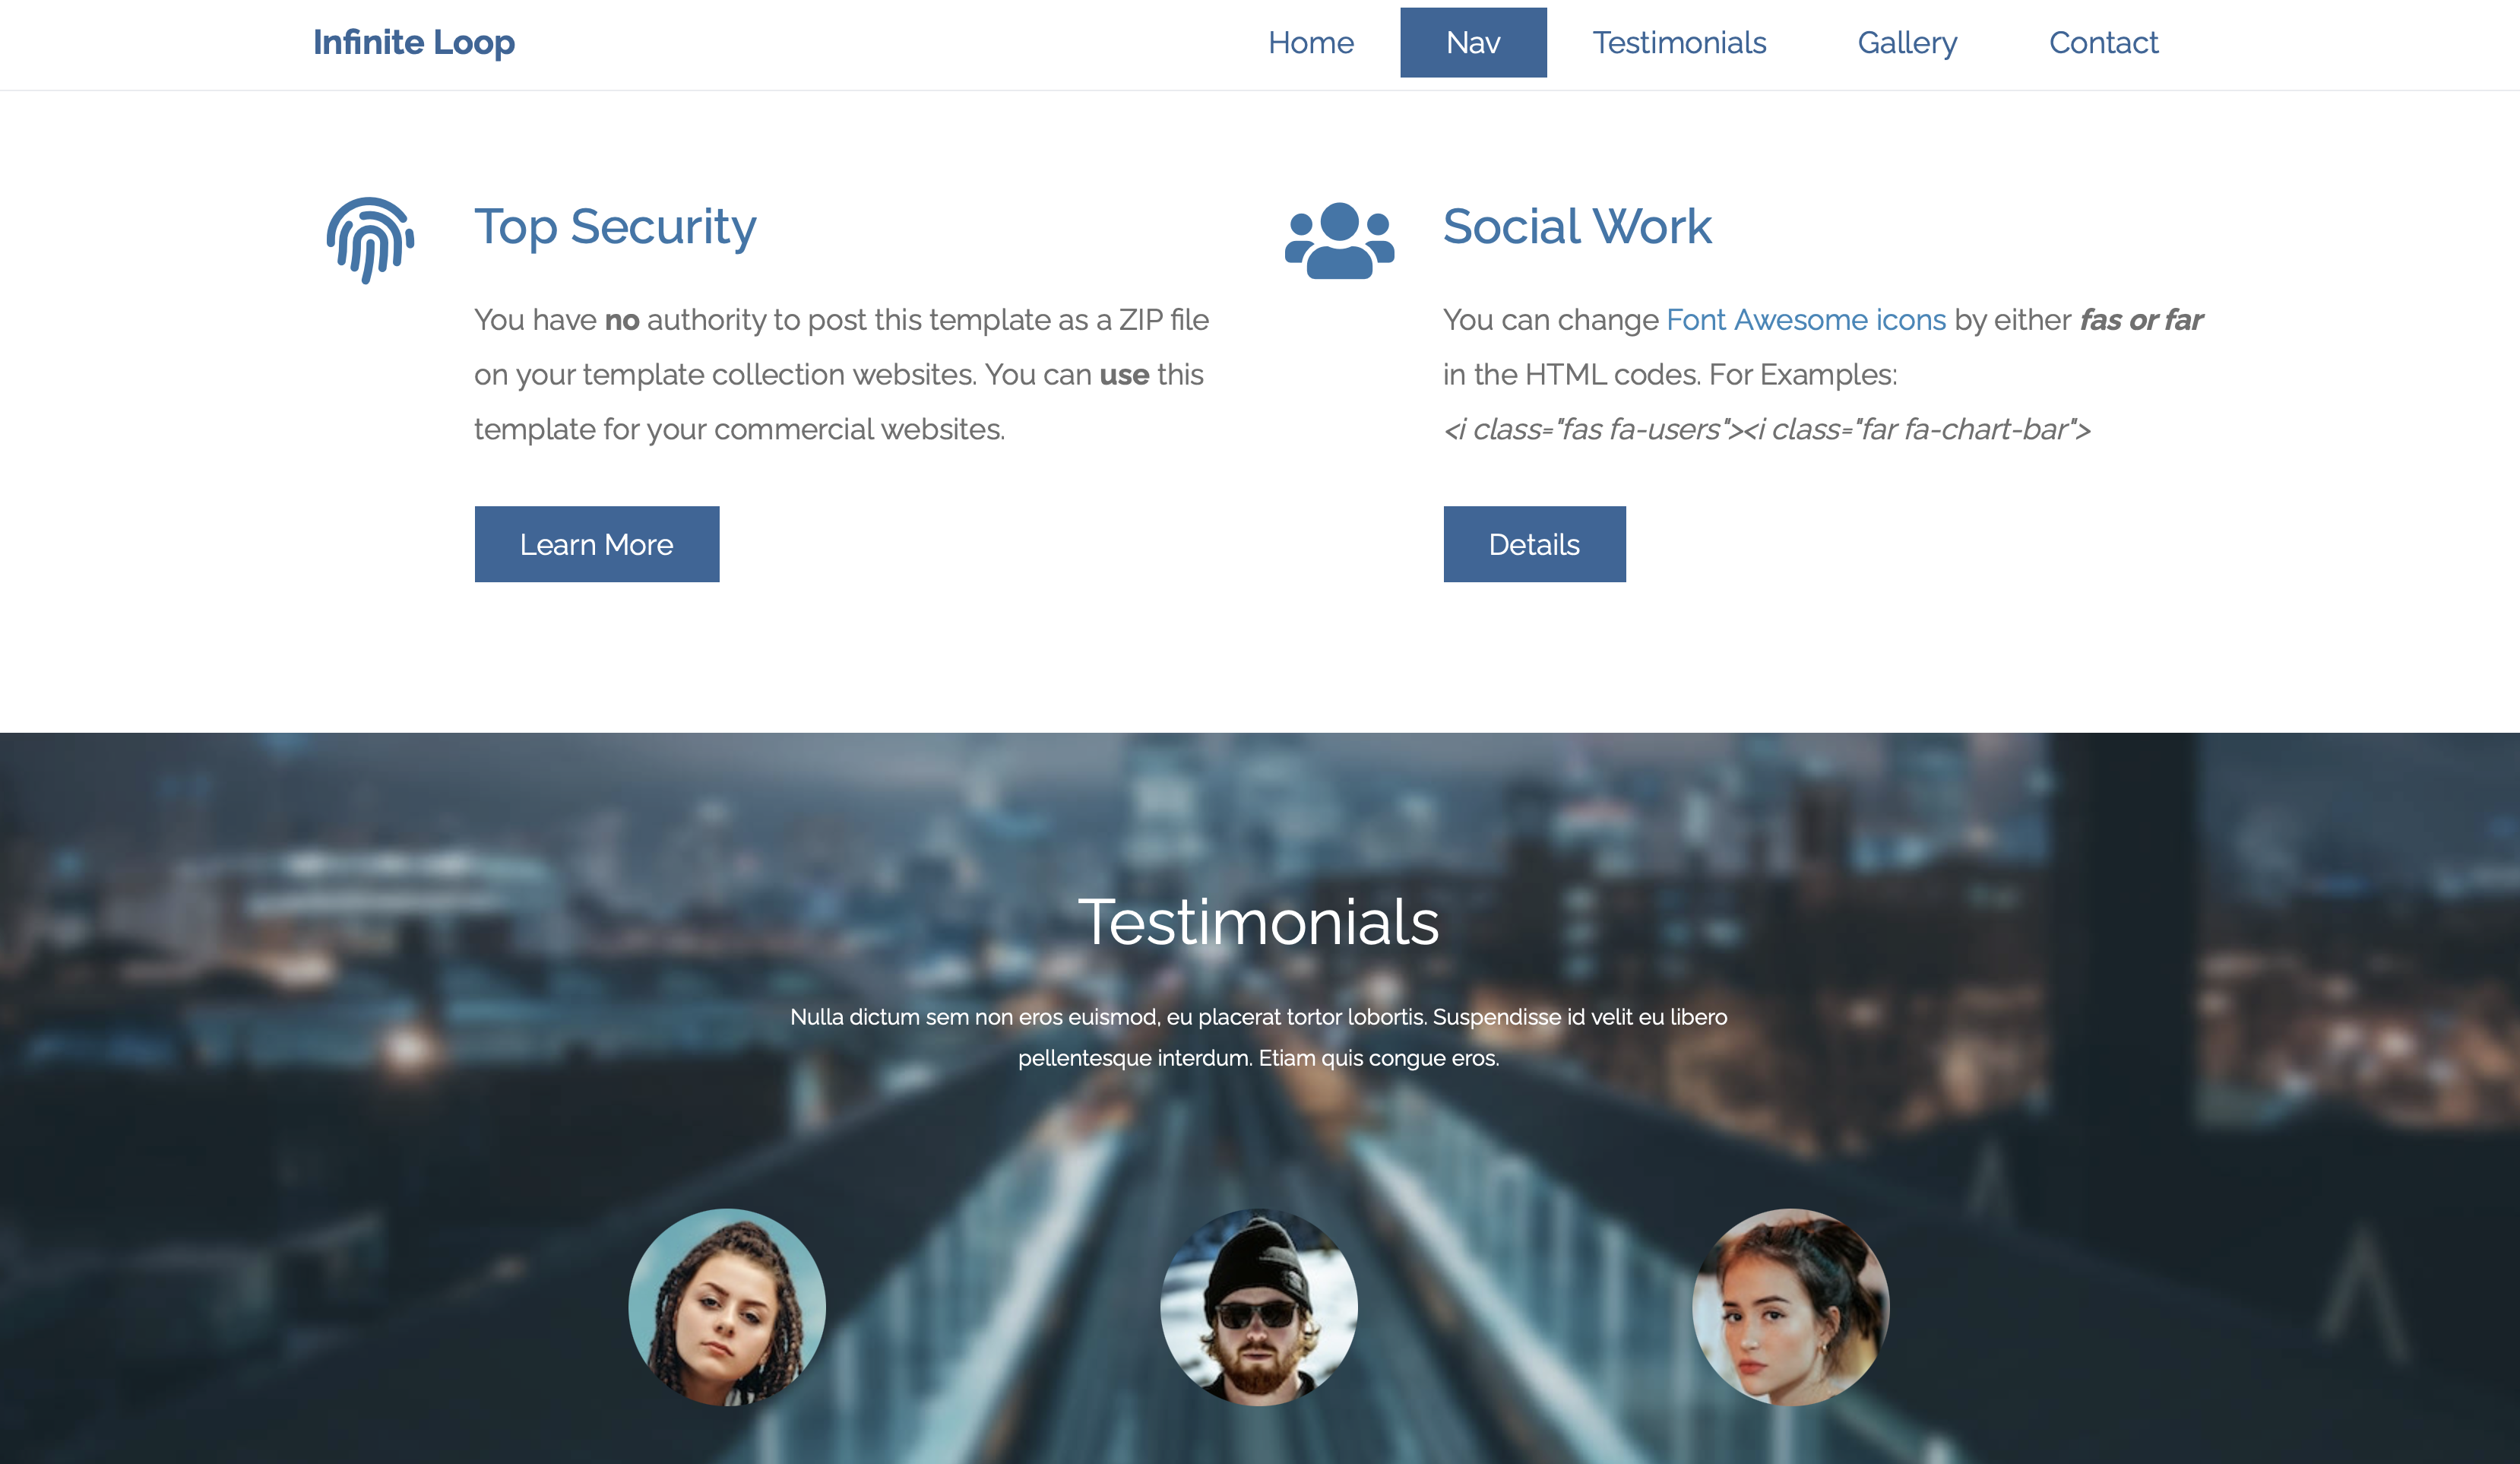 Infinite Loop
Home
Nav
Testimonials
Gallery
Contact
Top Security
You have no authority to post this template as a ZIP file
on your template collection websites. You can use this
template for your commercial websites.
Learn More
Social Work
You can change Font Awesome icons by either fas or far
in the HTML codes. For Examples:
<i class="fas fa-users"><i class="far fa-chart-bar">
Details
Testimonials
Nulla dictum sem non eros euismod, eu placerat tortor lobortis. Suspendisse id velit eu libero
pellentesque interdum. Etiam quis congue eros.